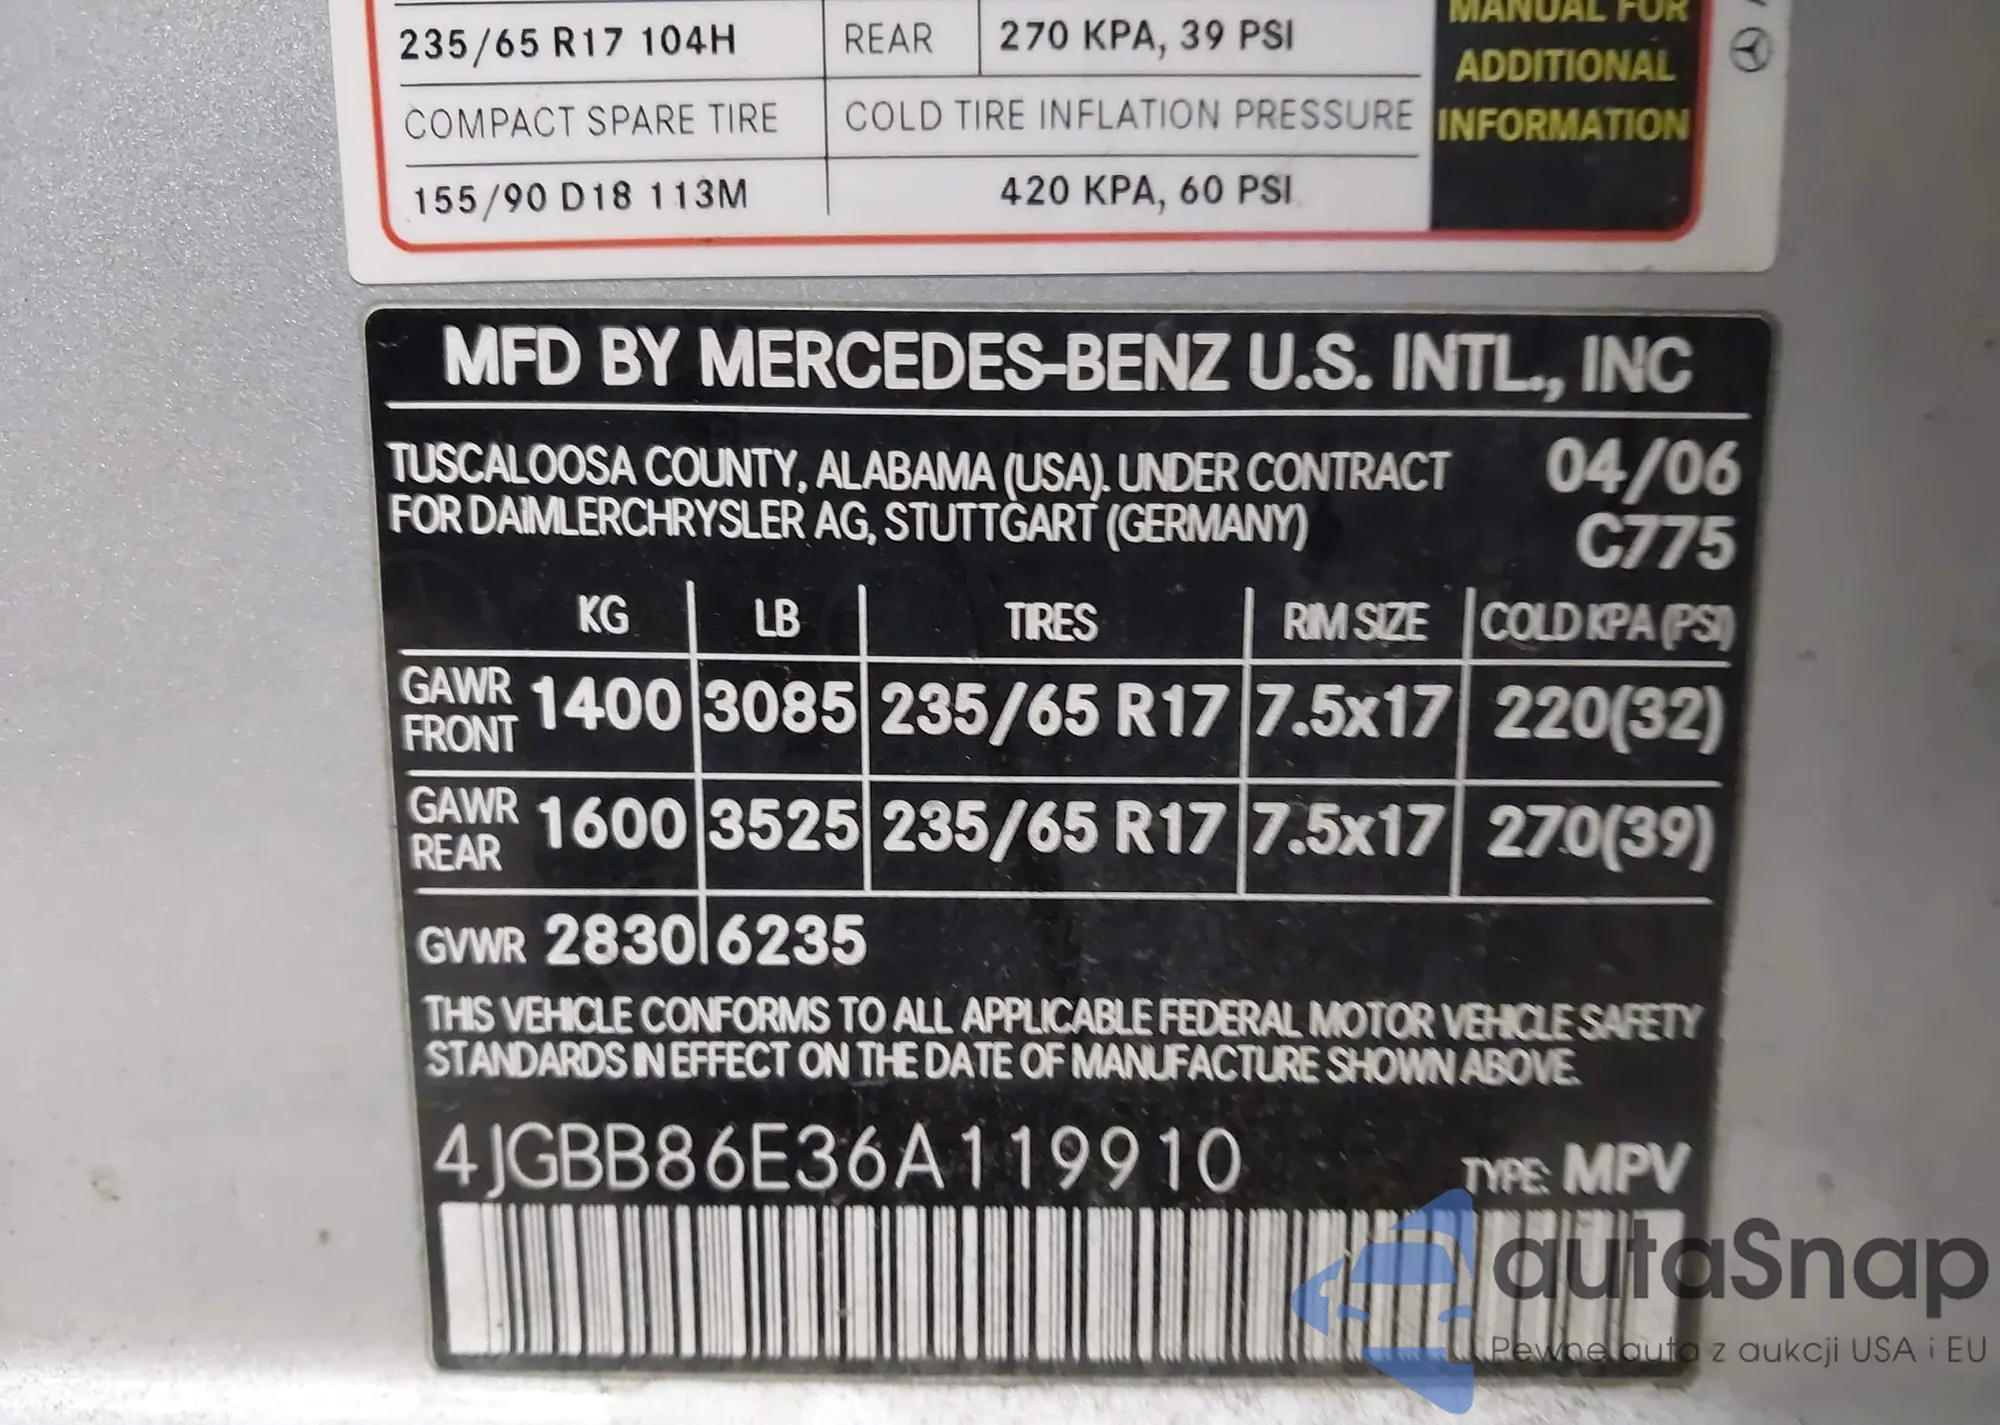 235/65 R17 104H REAR 270 KPA, 39 PSI
MANUAL FOR
ADDITIONAL
INFORMATION
COMPACT SPARE TIRE COLD TIRE INFLATION PRESSURE
155/90 D18 113M 420 KPA, 60 PSI
MFD BY MERCEDES-BENZ U.S. INTL., INC
TUSCALOOSA COUNTY, ALABAMA (USA). UNDER CONTRACT 04/06
FOR DAIMLERCHRYSLER AG, STUTTGART (GERMANY) C775
KG LB TIRES RIM SIZE COLD KPA (PSI)
GAWR FRONT 1400 3085 235/65 R17 7.5x17 220(32)
GAWR REAR 1600 3525 235/65 R17 7.5x17 270(39)
GVWR 2830 6235
THIS VEHICLE CONFORMS TO ALL APPLICABLE FEDERAL MOTOR VEHICLE SAFETY
STANDARDS IN EFFECT ON THE DATE OF MANUFACTURE SHOWN ABOVE.
4JGBB86E36A119910 TYPE: MPV
autaSnap
Pewne auta z aukcji USA i EU